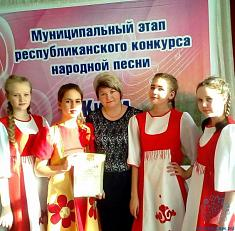 Муниципальный этап
республиканского конкурса
народной песни